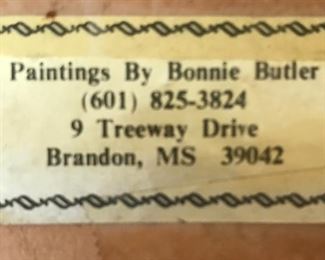 Paintings By Bonnie Butler
(601) 825-3824
9 Treeway Drive
Brandon, MS 39042